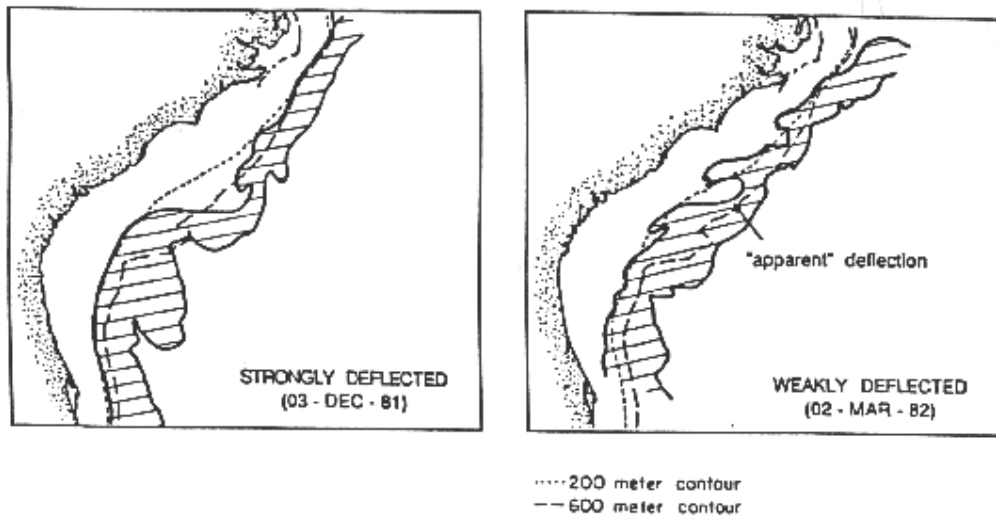 STRONGLY DEFLECTED
(03 - DEC - 81)
"apparent" deflection
WEAKLY DEFLECTED
(02 - MAR - 82)
200 meter contour
600 meter contour